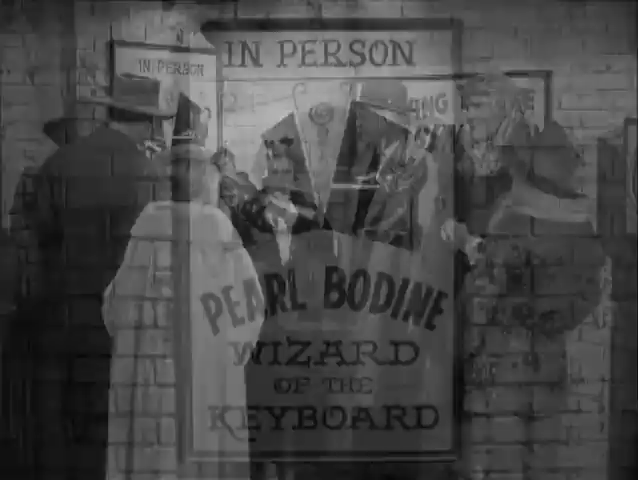 IN PERSON
IN PERSON
PEARL BODINE
WIZARD
OF THE
KEYBOARD